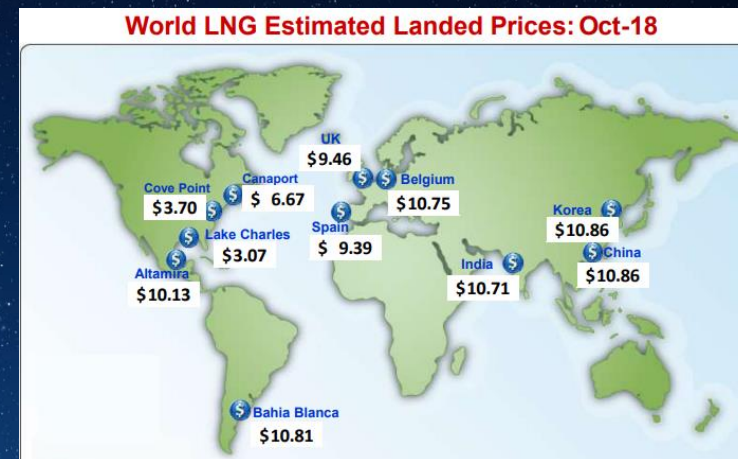 World LNG Estimated Landed Prices: Oct-18
UK
$9.46
Canaport
$ 6.67
Cove Point
$3.70
Belgium
$10.75
Spain
$ 9.39
Lake Charles
$3.07
Altamira
$10.13
Korea
$10.86
China
$10.86
India
$10.71
Bahia Blanca
$10.81